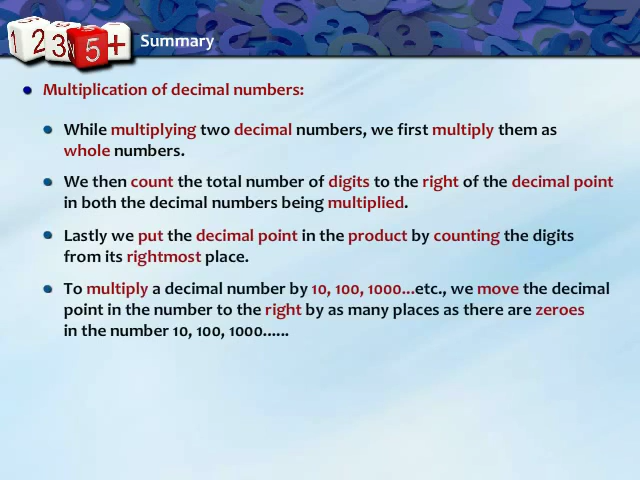 1 2 3 5 +
Summary
Multiplication of decimal numbers:
While multiplying two decimal numbers, we first multiply them as
whole numbers.
We then count the total number of digits to the right of the decimal point
in both the decimal numbers being multiplied.
Lastly we put the decimal point in the product by counting the digits
from its rightmost place.
To multiply a decimal number by 10, 100, 1000...etc., we move the decimal
point in the number to the right by as many places as there are zeroes
in the number 10, 100, 1000......